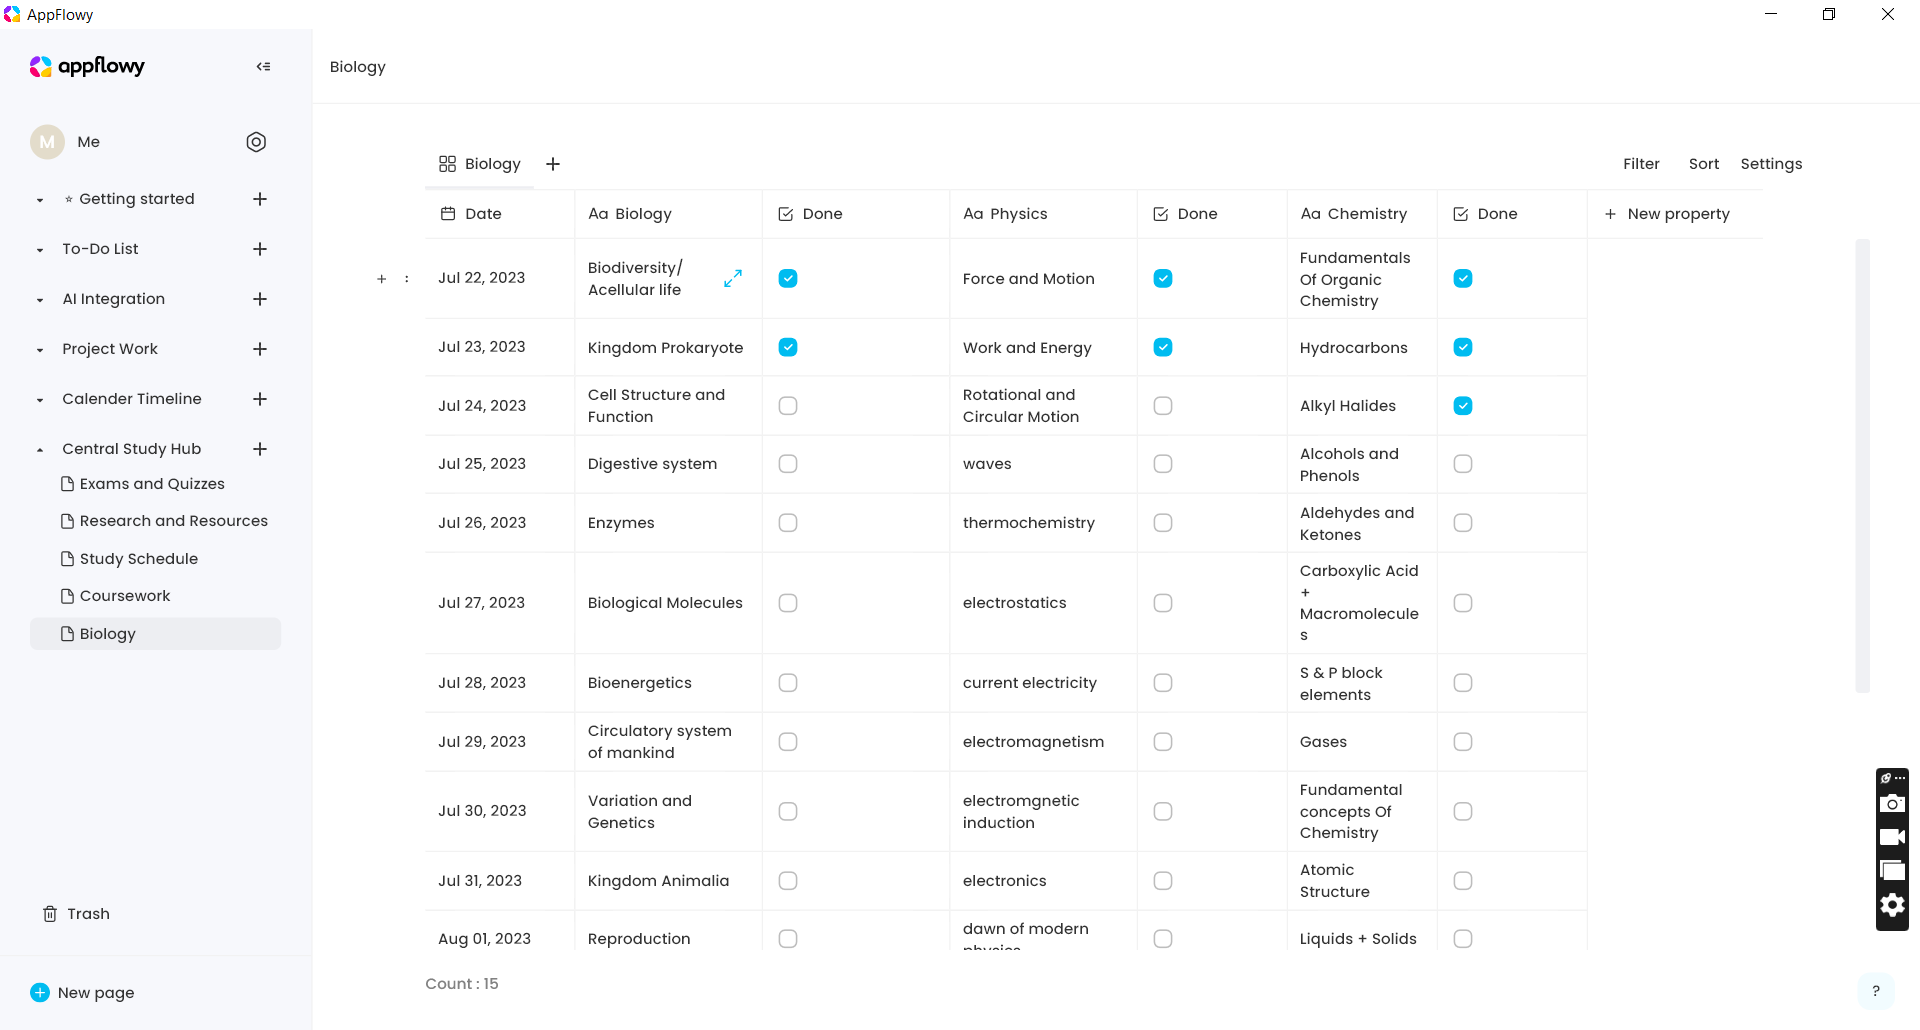 AppFlowy
appflowy
Biology
M
Me
Getting started
To-Do List
AI Integration
Project Work
Calender Timeline
Central Study Hub
Exams and Quizzes
Research and Resources
Study Schedule
Coursework
Biology
Trash
New page
Biology
Filter
Sort
Settings
Date
Aa Biology
Done
Aa Physics
Done
Aa Chemistry
Done
New property
Jul 22, 2023
Biodiversity/
Acellular life
Force and Motion
Fundamentals
Of Organic
Chemistry
Jul 23, 2023
Kingdom Prokaryote
Work and Energy
Hydrocarbons
Jul 24, 2023
Cell Structure and
Function
Rotational and
Circular Motion
Alkyl Halides
Jul 25, 2023
Digestive system
waves
Alcohols and
Phenols
Jul 26, 2023
Enzymes
thermochemistry
Aldehydes and
Ketones
Jul 27, 2023
Biological Molecules
electrostatics
Carboxylic Acid
+
Macromolecule
s
Jul 28, 2023
Bioenergetics
current electricity
S & P block
elements
Jul 29, 2023
Circulatory system
of mankind
electromagnetism
Gases
Jul 30, 2023
Variation and
Genetics
electromgnetic
induction
Fundamental
concepts Of
Chemistry
Jul 31, 2023
Kingdom Animalia
electronics
Atomic
Structure
Aug 01, 2023
Reproduction
dawn of modern
physics
Liquids + Solids
Count : 15
?